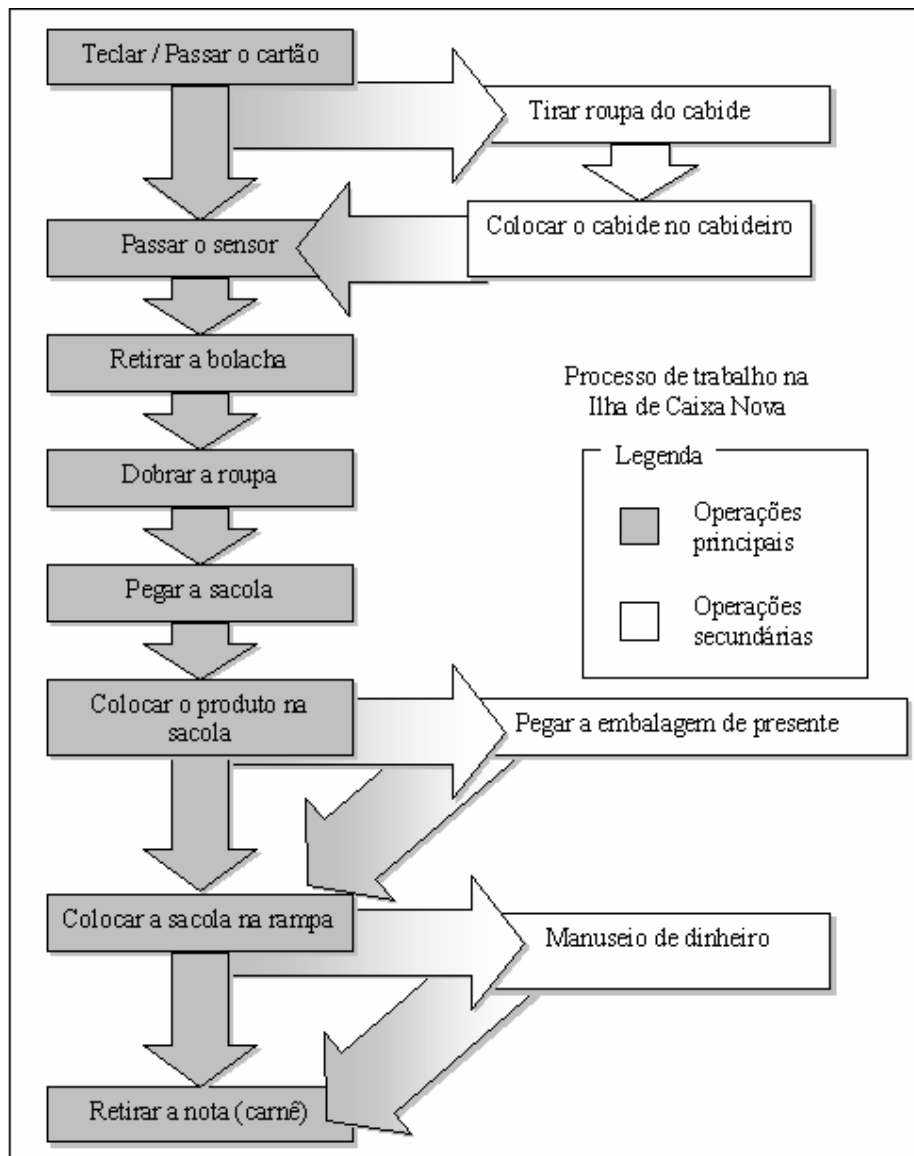 Teclar / Passar o cartão
Tirar roupa do cabide
Colocar o cabide no cabideiro
Passar o sensor
Retirar a bolacha
Processo de trabalho na
Ilha de Caixa Nova
Legenda
Dobrar a roupa
Operações
principais
Pegar a sacola
Operações
secundárias
Colocar o produto na
sacola
Pegar a embalagem de presente
Colocar a sacola na rampa
Manuseio de dinheiro
Retirar a nota (carnê)